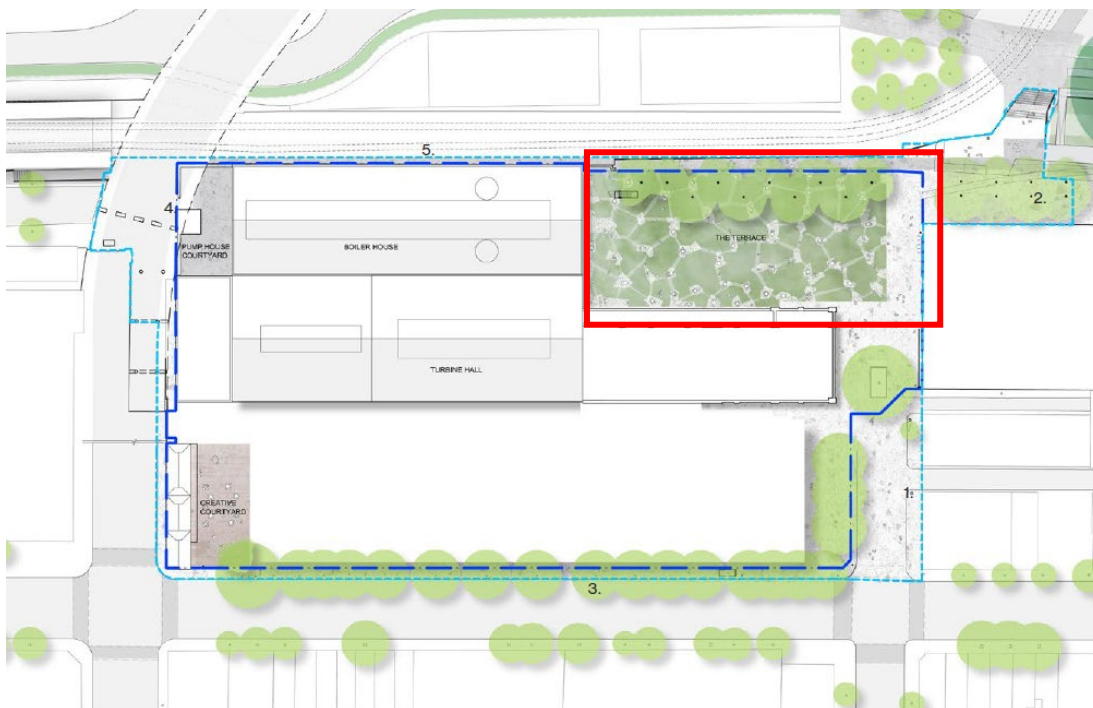 5.
4.
2.
PUMP HOUSE
COURTYARD
BOILER HOUSE
THE TERRACE
TURBINE HALL
CREATIVE
COURTYARD
1.
3.